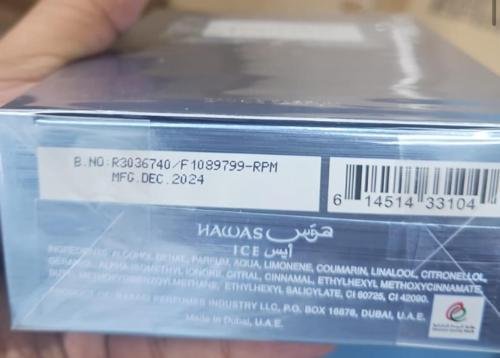 B.NO:R3036740/F1089799-RPM
MFG.DEC.2024
6 14514 33104
HAWAS هوس
ICE آيس
INGREDIENTS: ALCOHOL DENAT., PARFUM, AQUA, LIMONENE, COUMARIN, LINALOOL, CITRONELLOL,
GERANIOL, ALPHA-ISOMETHYL IONONE, CITRAL, CINNAMAL, ETHYLHEXYL METHOXYCINNAMATE,
METHOXYDIBENZOYLMETHANE, ETHYLHEXYL SALICYLATE, CI 60725, CI 42090.
PERFUMES INDUSTRY LLC, P.O. BOX 16878, DUBAI, U.A.E.
Made in Dubai, U.A.E.